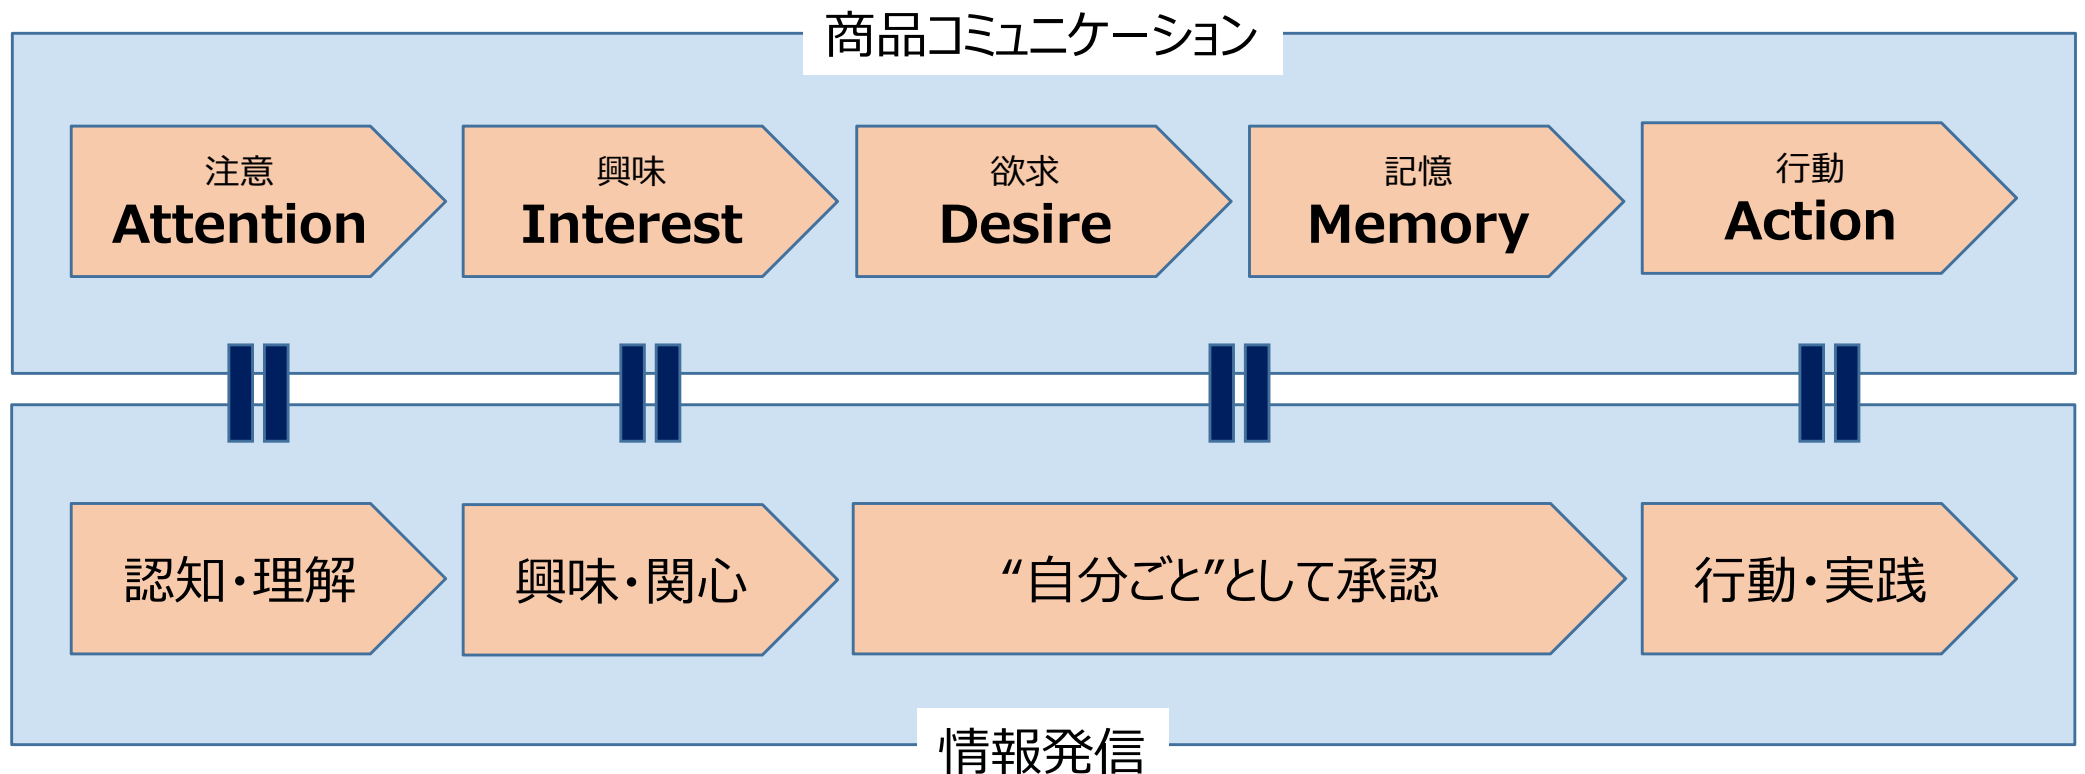 商品コミュニケーション
注意
Attention
興味
Interest
欲求
Desire
記憶
Memory
行動
Action
認知・理解
興味・関心
“自分ごと”として承認
行動・実践
情報発信